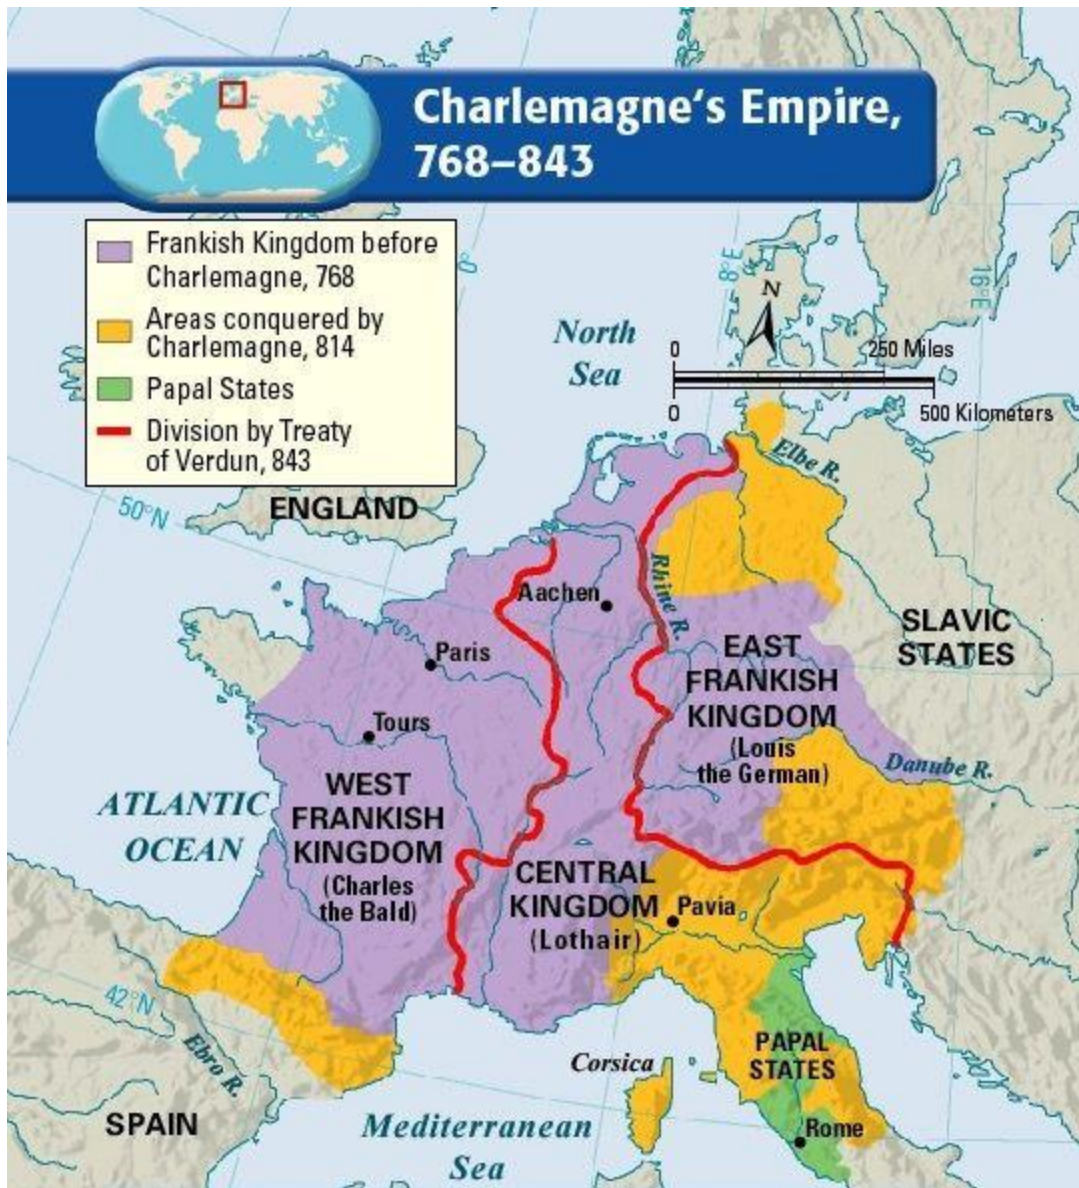 Charlemagne's Empire,
768–843
Frankish Kingdom before
Charlemagne, 768
Areas conquered by
Charlemagne, 814
Papal States
Division by Treaty
of Verdun, 843
0°
8°E
16°E
N
North
Sea
0
250 Miles
0
500 Kilometers
Elbe R.
ENGLAND
50°N
Rhine R.
Aachen
SLAVIC
STATES
Paris
EAST
FRANKISH
KINGDOM
(Louis
the German)
Tours
Danube R.
WEST
FRANKISH
KINGDOM
(Charles
the Bald)
ATLANTIC
OCEAN
CENTRAL
KINGDOM
(Lothair)
Pavia
42°N
Ebro R.
PAPAL
STATES
Corsica
SPAIN
Mediterranean
Sea
Rome